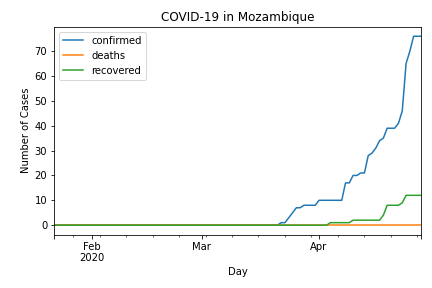 COVID-19 in Mozambique
confirmed
deaths
recovered
Number of Cases
70
60
50
40
30
20
10
0
Feb
2020
Mar
Apr
Day